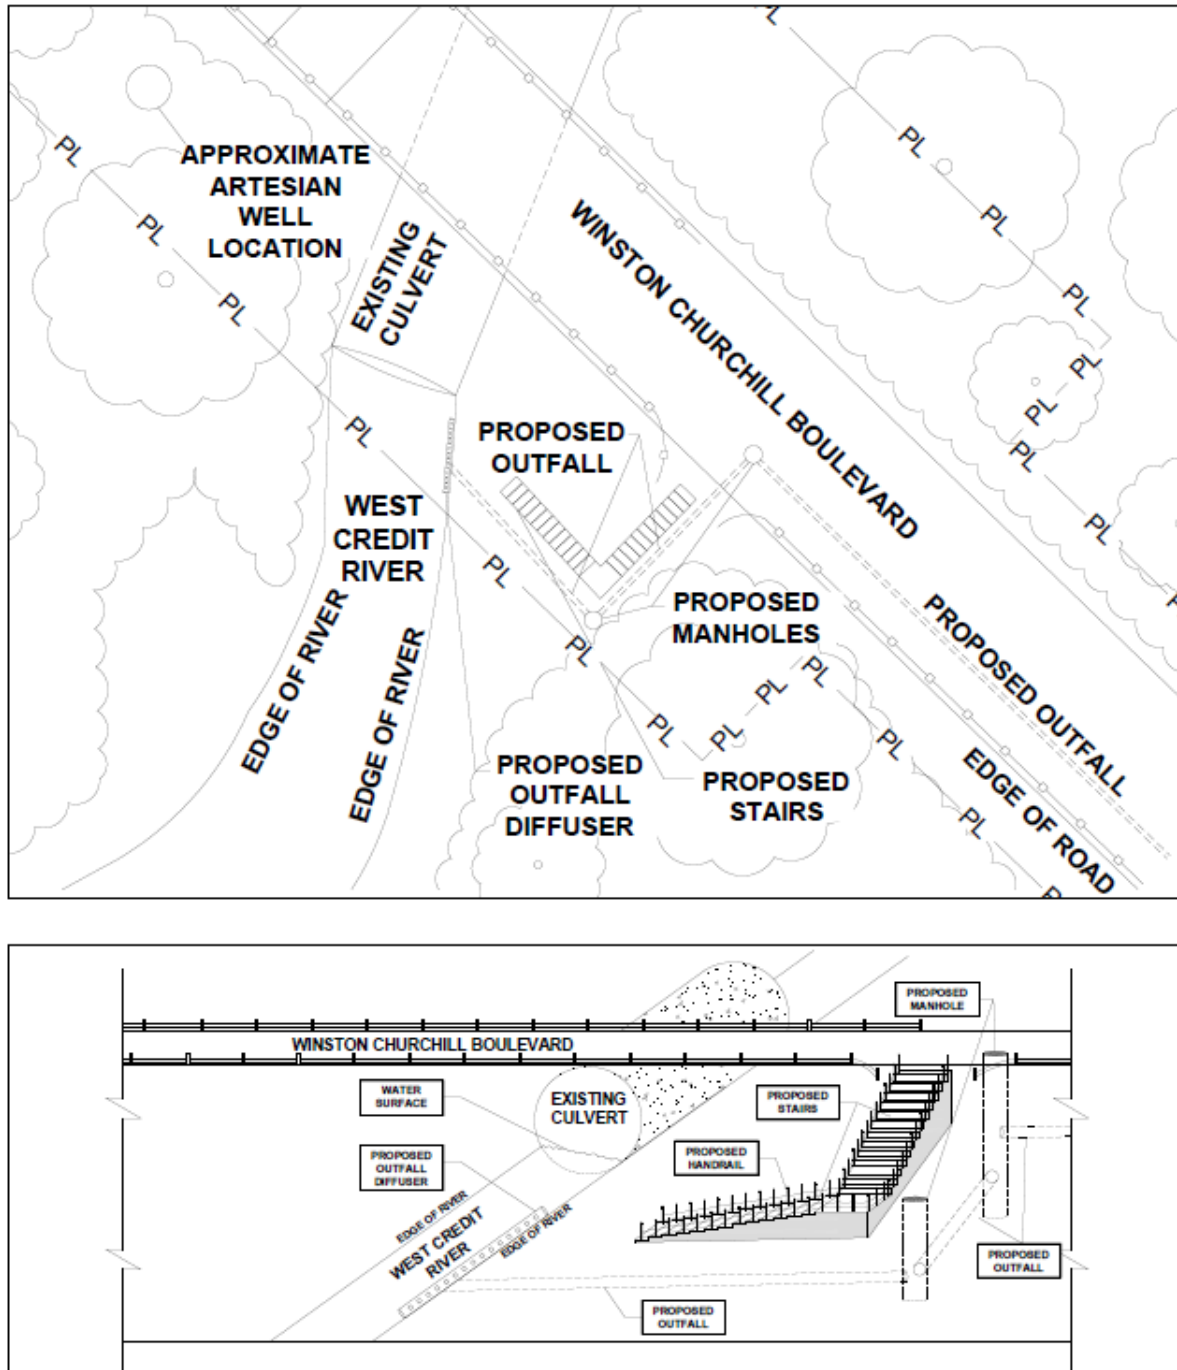 PL
PL
APPROXIMATE
ARTESIAN
WELL
LOCATION
PL
PL
PL
PL
PL
EXISTING
CULVERT
WINSTON CHURCHILL BOULEVARD
PL
PL
PL
PL
PL
PL
PROPOSED
OUTFALL
WEST
CREDIT
RIVER
PL
PROPOSED
MANHOLES
PROPOSED OUTFALL
EDGE OF RIVER
EDGE OF RIVER
PL
PL
PL
PL
PL
PL
PROPOSED
OUTFALL
DIFFUSER
PROPOSED
STAIRS
EDGE OF ROAD
PL
PL
PROPOSED
MANHOLE
WINSTON CHURCHILL BOULEVARD
WATER
SURFACE
EXISTING
CULVERT
PROPOSED
STAIRS
PROPOSED
OUTFALL
DIFFUSER
PROPOSED
HANDRAIL
EDGE OF RIVER
WEST CREDIT
RIVER
EDGE OF RIVER
PROPOSED
OUTFALL
PROPOSED
OUTFALL